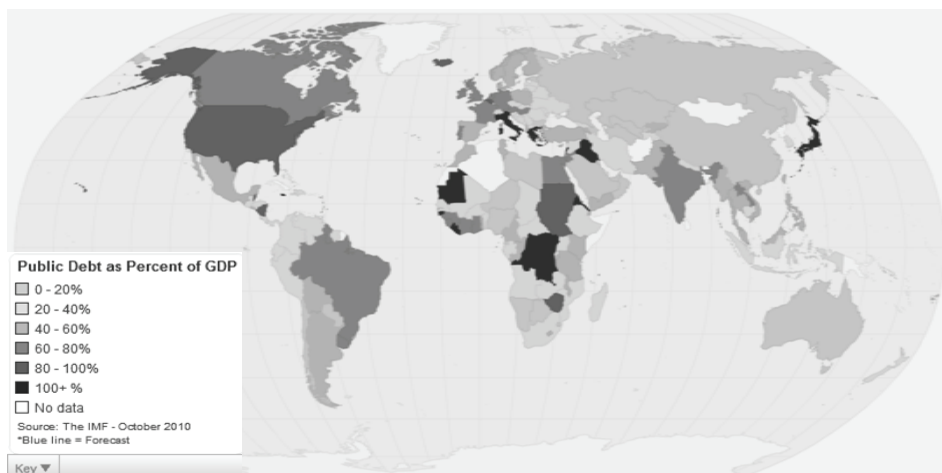 Public Debt as Percent of GDP
0 - 20%
20 - 40%
40 - 60%
60 - 80%
80 - 100%
100+ %
No data
Source: The IMF - October 2010
*Blue line = Forecast
Key ▼